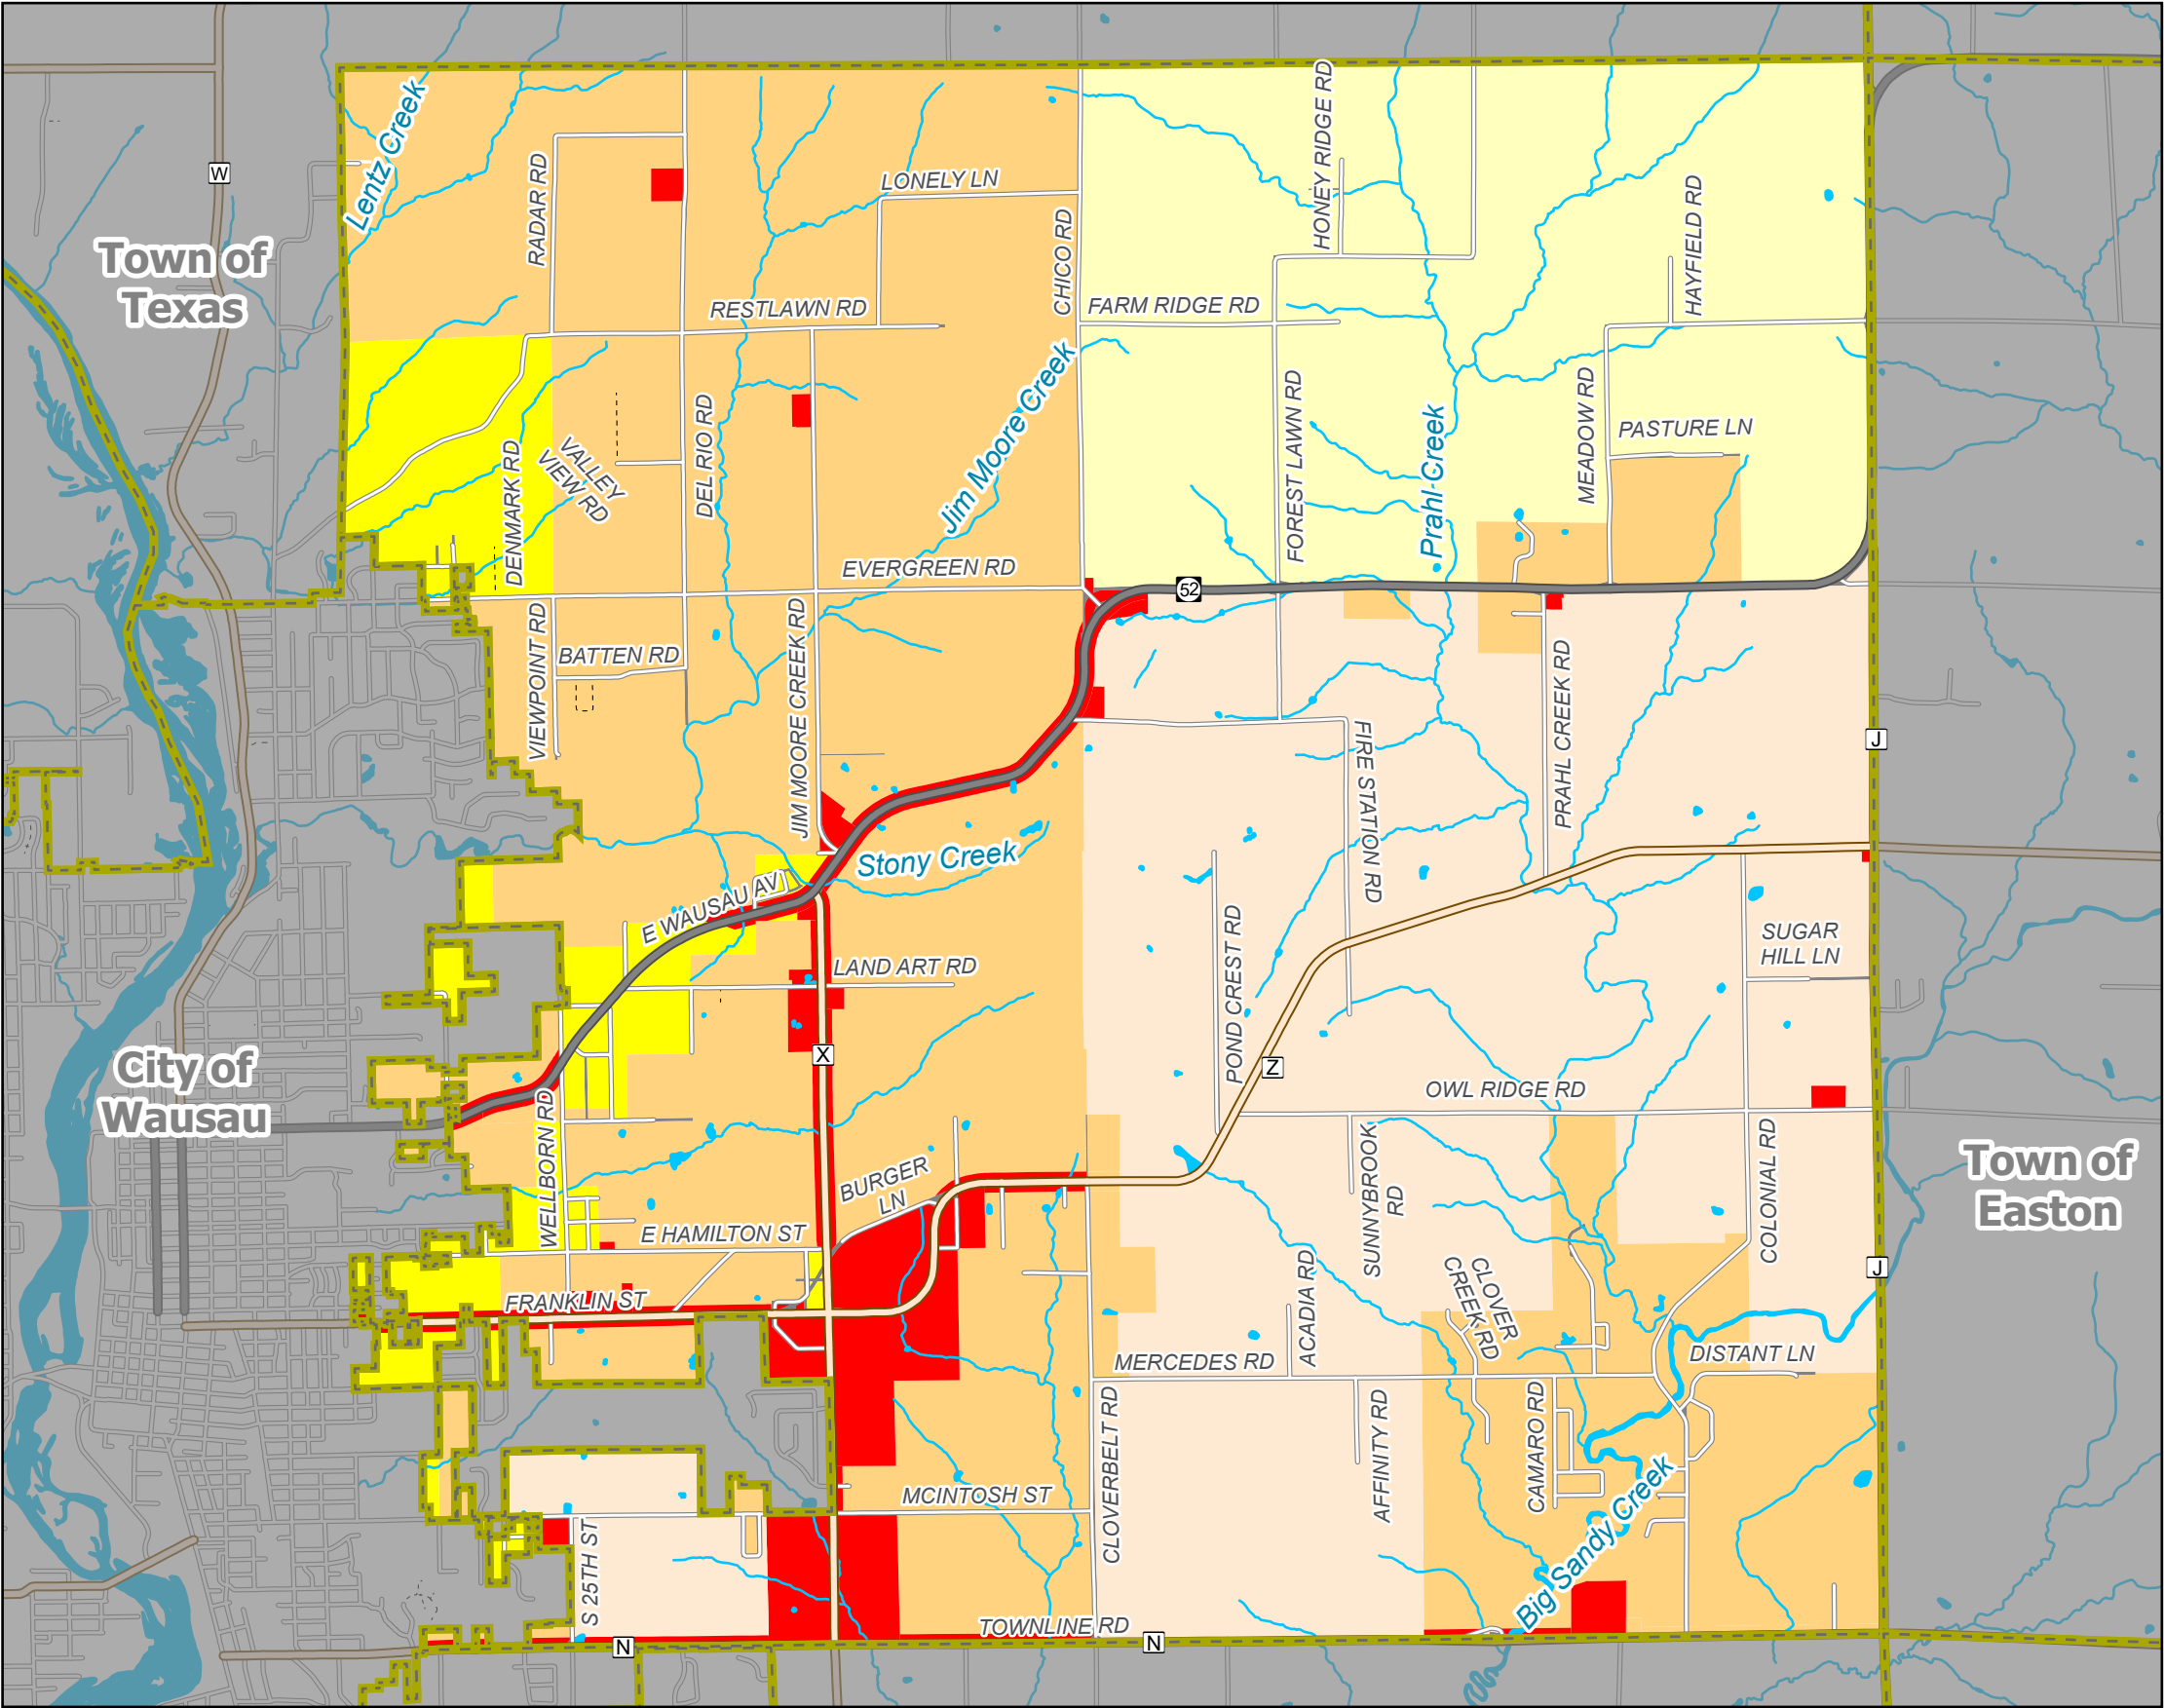 Lentz Creek
HONEY RIDGE RD
W
RADAR RD
LONELY LN
CHICO RD
HAYFIELD RD
Town of
Texas
RESTLAWN RD
FARM RIDGE RD
Jim Moore Creek
DENMARK RD
VALLEY
VIEW RD
DEL RIO RD
FOREST LAWN RD
Prahl Creek
MEADOW RD
PASTURE LN
EVERGREEN RD
52
VIEWPOINT RD
BATTEN RD
JIM MOORE CREEK RD
FIRE STATION RD
PRAHL CREEK RD
J
Stony Creek
E WAUSAU AV
POND CREST RD
SUGAR
HILL LN
LAND ART RD
City of
Wausau
X
Z
OWL RIDGE RD
WELLBORN RD
BURGER
LN
SUNNYBROOK
RD
COLONIAL RD
Town of
Easton
E HAMILTON ST
J
FRANKLIN ST
ACADIA RD
CLOVER
CREEK RD
MERCEDES RD
DISTANT LN
CLOVERBELT RD
AFFINITY RD
CAMARO RD
MCINTOSH ST
Big Sandy Creek
S 25TH ST
TOWNLINE RD
N
N